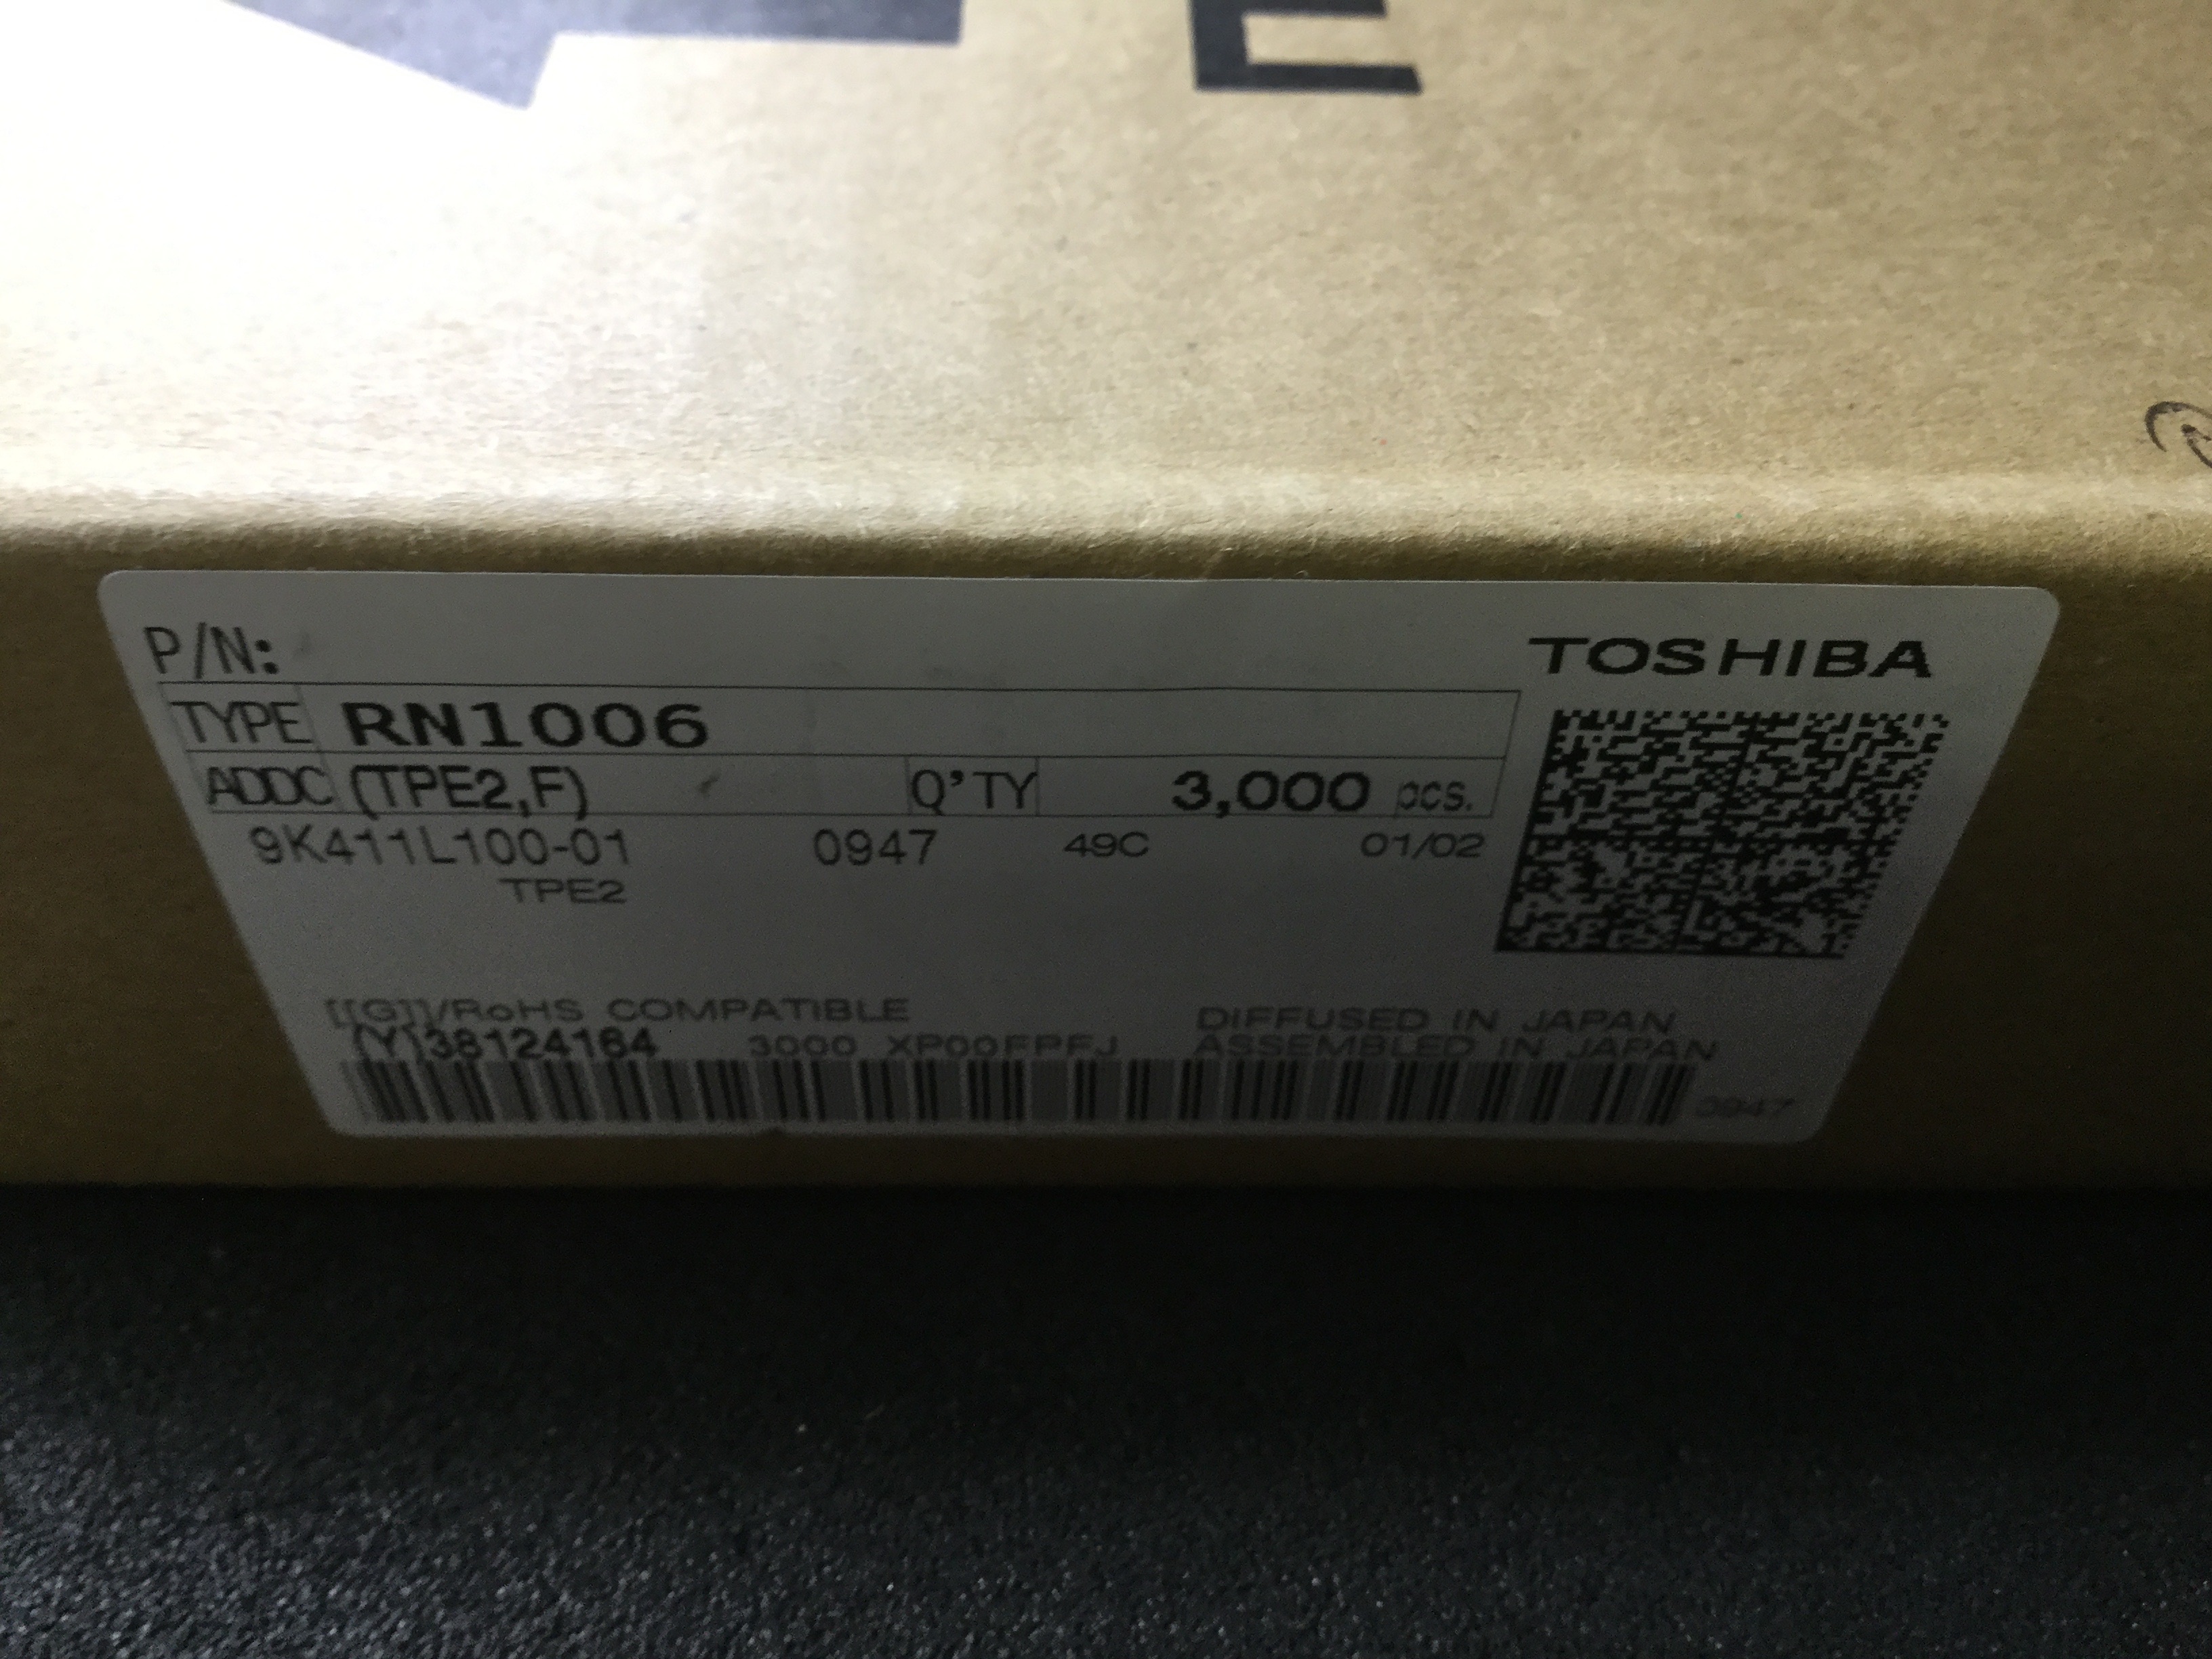 E
P/N:
TOSHIBA
TYPE RN1006
ADDC (TPE2,F) Q'TY 3,000 pcs.
9K411L100-01 0947 49C 01/02
TPE2
[[G]]/RoHS COMPATIBLE DIFFUSED IN JAPAN
(Y)38124164 3000 XP00FPFJ ASSEMBLED IN JAPAN
0947